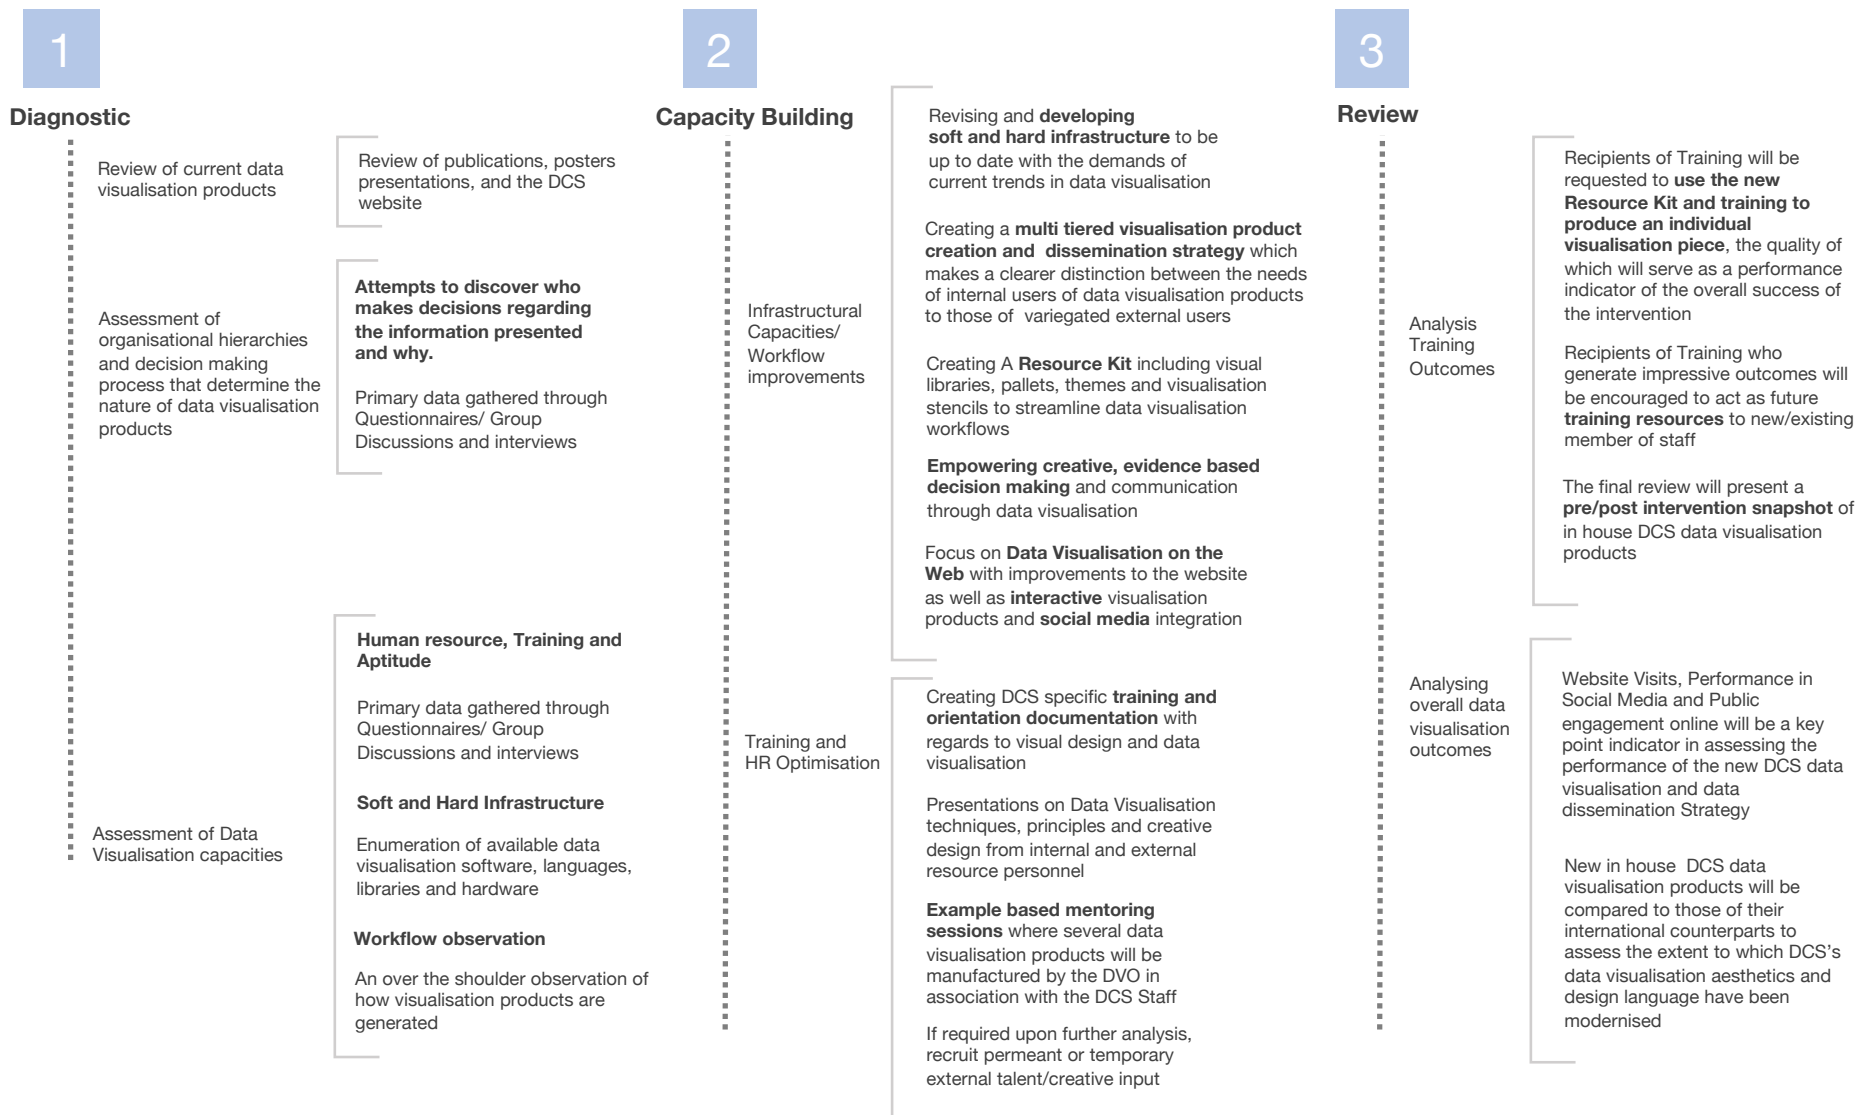 1
Diagnostic
Review of current data
visualisation products
Review of publications, posters
presentations, and the DCS
website
Assessment of
organisational hierarchies
and decision making
process that determine the
nature of data visualisation
products
Attempts to discover who
makes decisions regarding
the information presented
and why.
Primary data gathered through
Questionnaires/ Group
Discussions and interviews
Assessment of Data
Visualisation capacities
Human resource, Training and
Aptitude
Primary data gathered through
Questionnaires/ Group
Discussions and interviews
Soft and Hard Infrastructure
Enumeration of available data
visualisation software, languages,
libraries and hardware
Workflow observation
An over the shoulder observation of
how visualisation products are
generated
2
Capacity Building
Infrastructural
Capacities/
Workflow
improvements
Revising and developing
soft and hard infrastructure to be
up to date with the demands of
current trends in data visualisation
Creating a multi tiered visualisation product
creation and  dissemination strategy which
makes a clearer distinction between the needs
of internal users of data visualisation products
to those of  variegated external users
Creating A Resource Kit including visual
libraries, pallets, themes and visualisation
stencils to streamline data visualisation
workflows
Empowering creative, evidence based
decision making and communication
through data visualisation
Focus on Data Visualisation on the
Web with improvements to the website
as well as interactive visualisation
products and social media integration
Training and
HR Optimisation
Creating DCS specific training and
orientation documentation with
regards to visual design and data
visualisation
Presentations on Data Visualisation
techniques, principles and creative
design from internal and external
resource personnel
Example based mentoring
sessions where several data
visualisation products will be
manufactured by the DVO in
association with the DCS Staff
If required upon further analysis,
recruit permeant or temporary
external talent/creative input
3
Review
Analysis
Training
Outcomes
Recipients of Training will be
requested to use the new
Resource Kit and training to
produce an individual
visualisation piece, the quality of
which will serve as a performance
indicator of the overall success of
the intervention
Recipients of Training who
generate impressive outcomes will
be encouraged to act as future
training resources to new/existing
member of staff
The final review will present a
pre/post intervention snapshot of
in house DCS data visualisation
products
Analysing
overall data
visualisation
outcomes
Website Visits, Performance in
Social Media and Public
engagement online will be a key
point indicator in assessing the
performance of the new DCS data
visualisation and data
dissemination Strategy
New in house  DCS data
visualisation products will be
compared to those of their
international counterparts to
assess the extent to which DCS's
data visualisation aesthetics and
design language have been
modernised